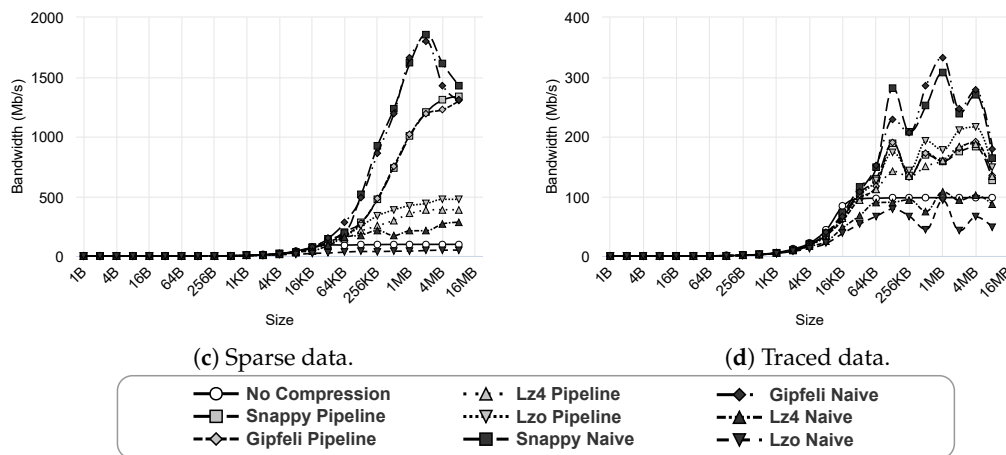 2000
1500
1000
500
0
Bandwidth (Mb/s)
1B 4B 16B 64B 256B 1KB 4KB 16KB 64KB 256KB 1MB 4MB 16MB
Size
(c) Sparse data.
400
300
200
100
0
Bandwidth (Mb/s)
1B 4B 16B 64B 256B 1KB 4KB 16KB 64KB 256KB 1MB 4MB 16MB
Size
(d) Traced data.
No Compression Lz4 Pipeline Gipfeli Naive
Snappy Pipeline Lzo Pipeline Lz4 Naive
Gipfeli Pipeline Snappy Naive Lzo Naive